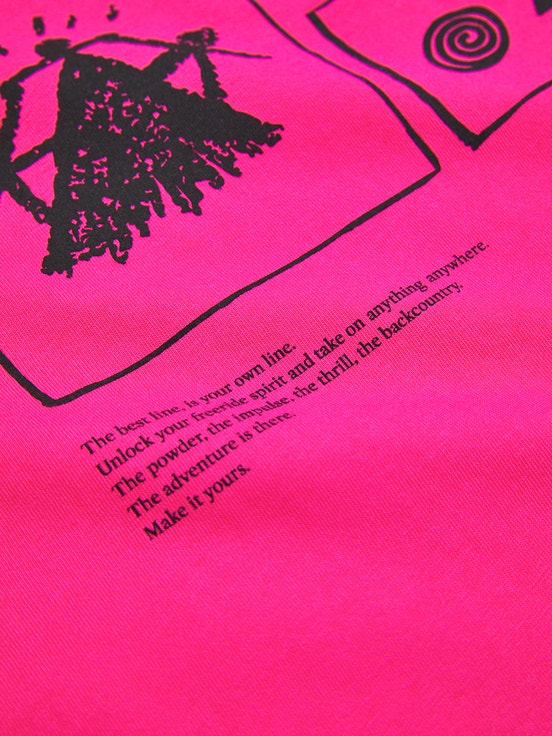 The best line, is your own line.
Unlock your freeride spirit and take on anything anywhere.
The powder, the impulse, the thrill, the backcountry.
The adventure is there.
Make it yours.